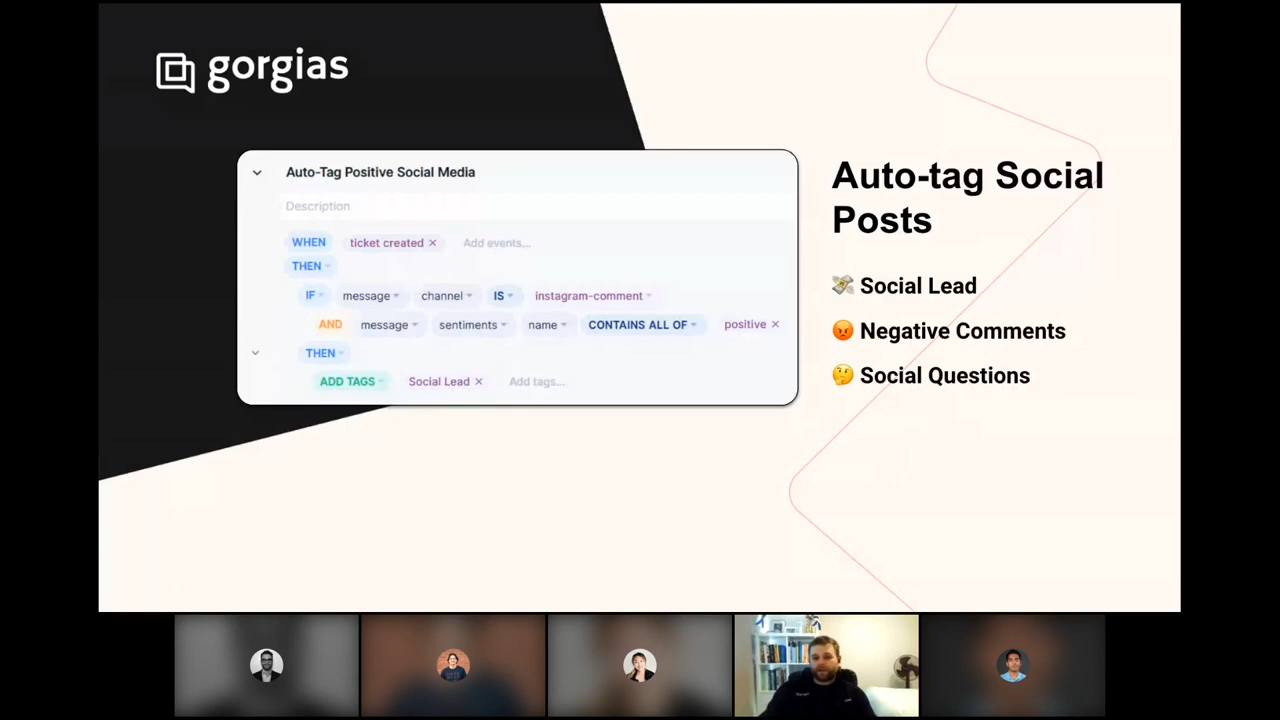 gorgias
Auto-Tag Positive Social Media
Description
WHEN ticket created × Add events...
THEN
IF message channel IS instagram-comment
AND message sentiments name CONTAINS ALL OF positive ×
THEN
ADD TAGS Social Lead × Add tags...
Auto-tag Social
Posts
💸 Social Lead
😡 Negative Comments
🤔 Social Questions